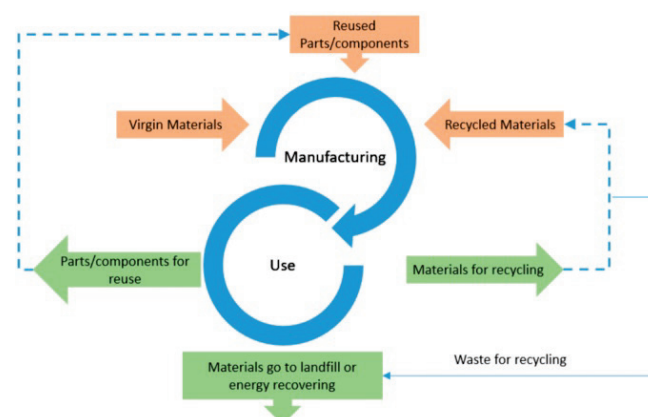 Reused
Parts/components
Virgin Materials
Recycled Materials
Manufacturing
Parts/components for
reuse
Use
Materials for recycling
Materials go to landfill or
energy recovering
Waste for recycling